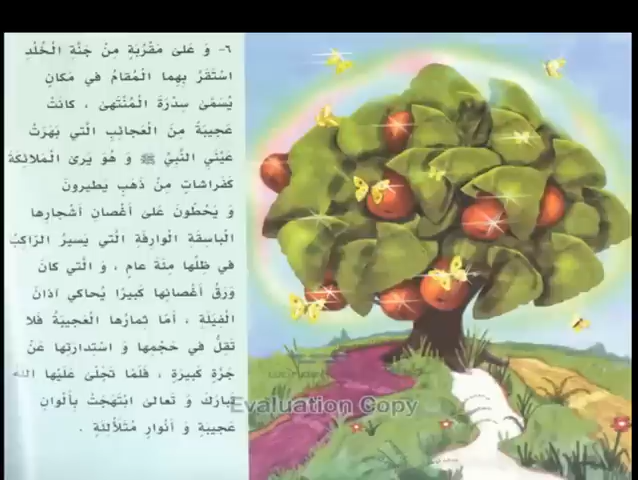 ٦- وَ عَلىٰ مَقْرُبَةٍ مِنْ جَنَّةِ الْخُلْدِ
اسْتَقَرَّ بِهِما الْمُقامُ في مَكانٍ
يُسَمّىٰ سِدْرَةَ الْمُنْتَهىٰ ، كانَتْ
عَجيبَةً مِنَ الْعَجائِبِ الَّتي بَهَرَتْ
عَيْنَيِ النَّبِيِّ ﷺ وَ هُوَ يَرىٰ الْمَلائِكَةَ
كَفَراشاتٍ مِنْ ذَهَبٍ يَطيرونَ
وَ يَحُطّونَ عَلىٰ أَغْصانِ أَشْجارِها
الْباسِقَةِ الْوارِفَةِ الَّتي يَسيرُ الرّاكِبُ
في ظِلِّها مِئَةَ عامٍ ، وَ الَّتي كانَ
وَرَقُ أَغْصانِها كَبيرًا يُحاكي آذانَ
الْفِيَلَةِ ، أَمّا ثِمارُها الْعَجيبَةُ فَلا
تَقِلُّ في حَجْمِها وَ اسْتِدارَتِها عَنْ
جَرَّةٍ كَبيرَةٍ ، فَلَمّا تَجَلّىٰ عَلَيْها اللهُ
تَبارَكَ وَ تَعالىٰ ابْتَهَجَتْ بِأَلْوانٍ
عَجيبَةٍ وَ أَنْوارٍ مُتَلَأْلِئَةٍ .
Evaluation Copy